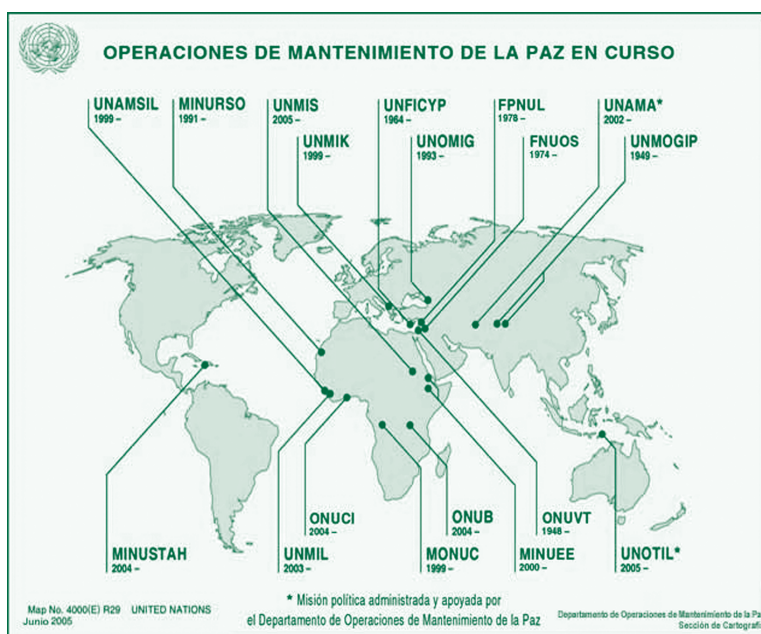 OPERACIONES DE MANTENIMIENTO DE LA PAZ EN CURSO
UNAMSIL
1999 –
MINURSO
1991 –
UNMIS
2005 –
UNFICYP
1964 –
FPNUL
1978 –
UNAMA*
2002 –
UNMIK
1999 –
UNOMIG
1993 –
FNUOS
1974 –
UNMOGIP
1949 –
MINUSTAH
2004 –
UNMIL
2003 –
ONUCI
2004 –
MONUC
1999 –
ONUB
2004 –
MINUEE
2000 –
ONUVT
1948 –
UNOTIL*
2005 –
* Misión política administrada y apoyada por
el Departamento de Operaciones de Mantenimiento de la Paz
Map No. 4000(E) R29 UNITED NATIONS
Junio 2005
Departamento de Operaciones de Mantenimiento de la Paz
Sección de Cartografí